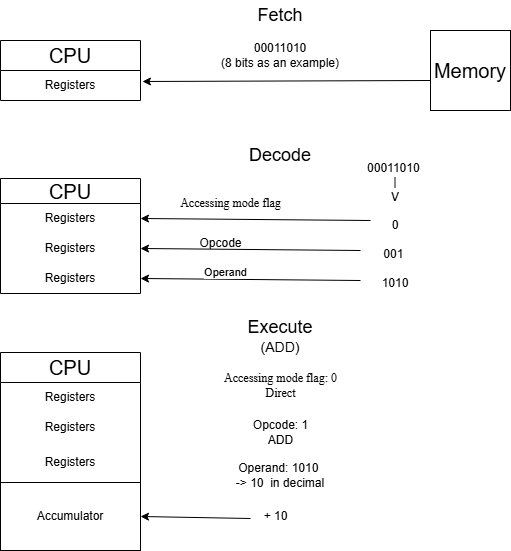 Fetch
CPU
Registers
00011010
(8 bits as an example)
Memory
Decode
CPU
Registers
Registers
Registers
Accessing mode flag
Opcode
Operand
00011010
|
V
0
001
1010
Execute
(ADD)
CPU
Registers
Registers
Registers
Accumulator
Accessing mode flag: 0
Direct
Opcode: 1
ADD
Operand: 1010
-> 10 in decimal
+ 10